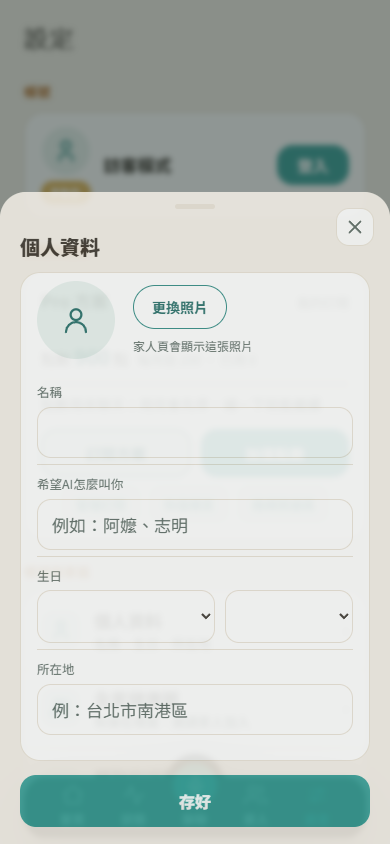 設定
訪客模式
登入
個人資料
更換照片
家人頁會顯示這張照片
名稱
希望AI怎麼叫你
例如：阿嬤、志明
生日
所在地
例：台北市南港區
存好